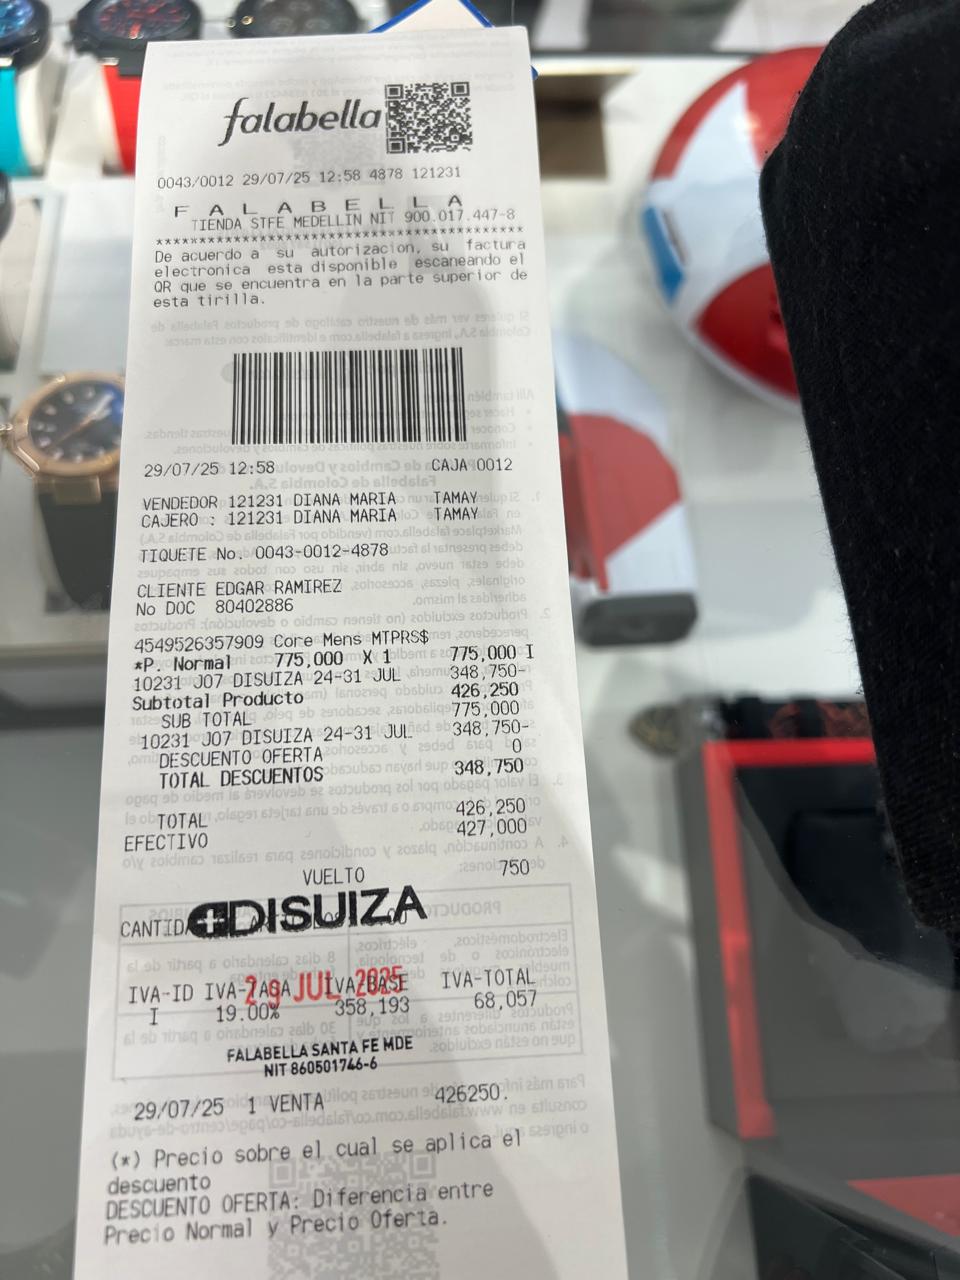 falabella
0043/0012 29/07/25 12:58 4878 121231
F A L A B E L L A
TIENDA STFE MEDELLIN NIT 900.017.447-8
****************************************
De acuerdo a su autorizacion, su factura
electronica esta disponible escaneando el
QR que se encuentra en la parte superior de
esta tirilla.
29/07/25 12:58 CAJA 0012
VENDEDOR 121231 DIANA MARIA TAMAY
CAJERO : 121231 DIANA MARIA TAMAY
TIQUETE No. 0043-0012-4878
CLIENTE EDGAR RAMIREZ
No DOC 80402886
4549526357909 Core Mens MTPRS$
*P. Normal 775,000 X 1 775,000 I
10231 J07 DISUIZA 24-31 JUL 348,750-
Subtotal Producto 426,250
SUB TOTAL 775,000
10231 J07 DISUIZA 24-31 JUL 348,750-
DESCUENTO OFERTA 0
TOTAL DESCUENTOS 348,750
TOTAL 426,250
EFECTIVO 427,000
VUELTO 750
DISUIZA
29 JUL 2025
IVA-ID IVA-TASA IVA-BASE IVA-TOTAL
I 19.00% 358,193 68,057
FALABELLA SANTA FE MDE
NIT 860501746-6
29/07/25 1 VENTA 426250.
(*) Precio sobre el cual se aplica el
descuento
DESCUENTO OFERTA: Diferencia entre
Precio Normal y Precio Oferta.